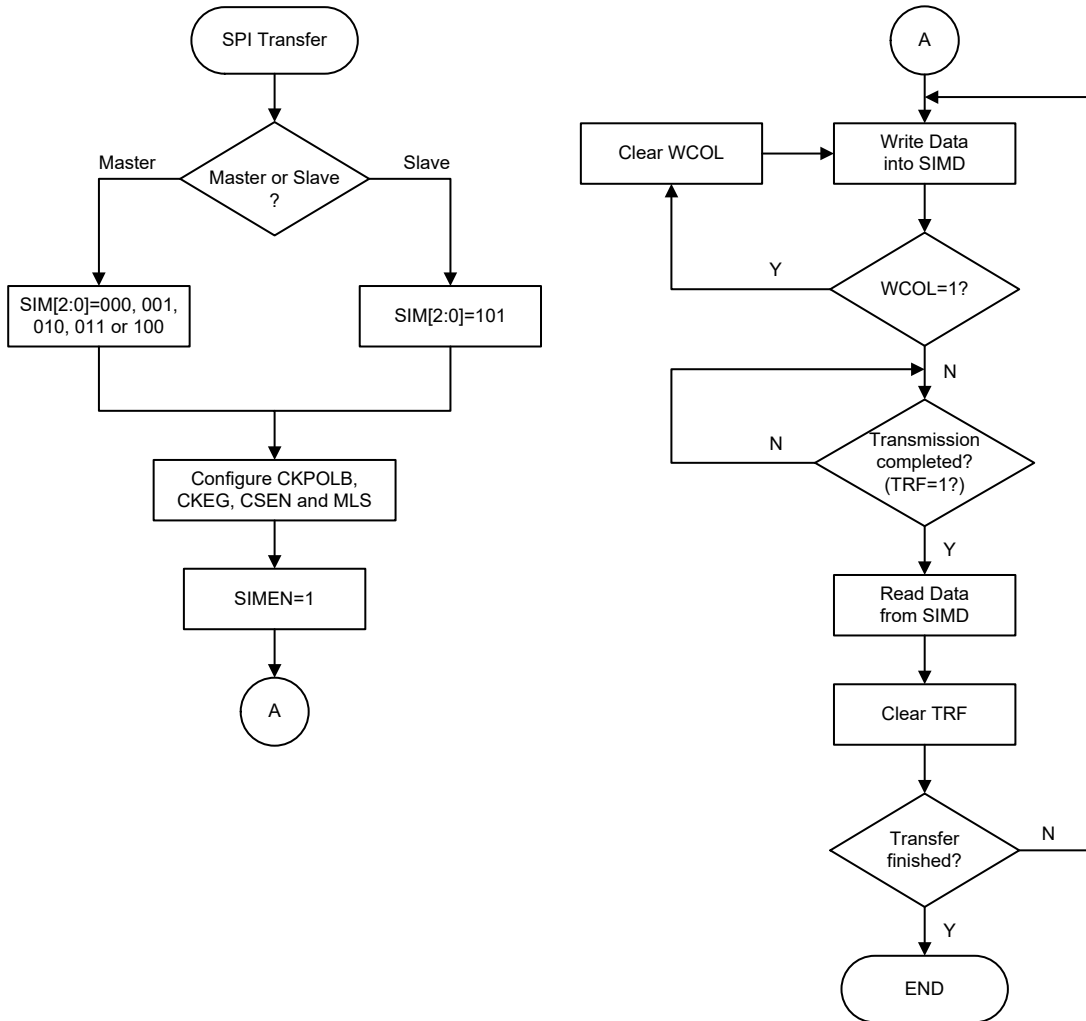 SPI Transfer
Master
Master or Slave
?
Slave
SIM[2:0]=000, 001,
010, 011 or 100
SIM[2:0]=101
Configure CKPOLB,
CKEG, CSEN and MLS
SIMEN=1
A
A
Clear WCOL
Write Data
into SIMD
Y
WCOL=1?
N
N
Transmission
completed?
(TRF=1?)
Y
Read Data
from SIMD
Clear TRF
Transfer
finished?
N
Y
END